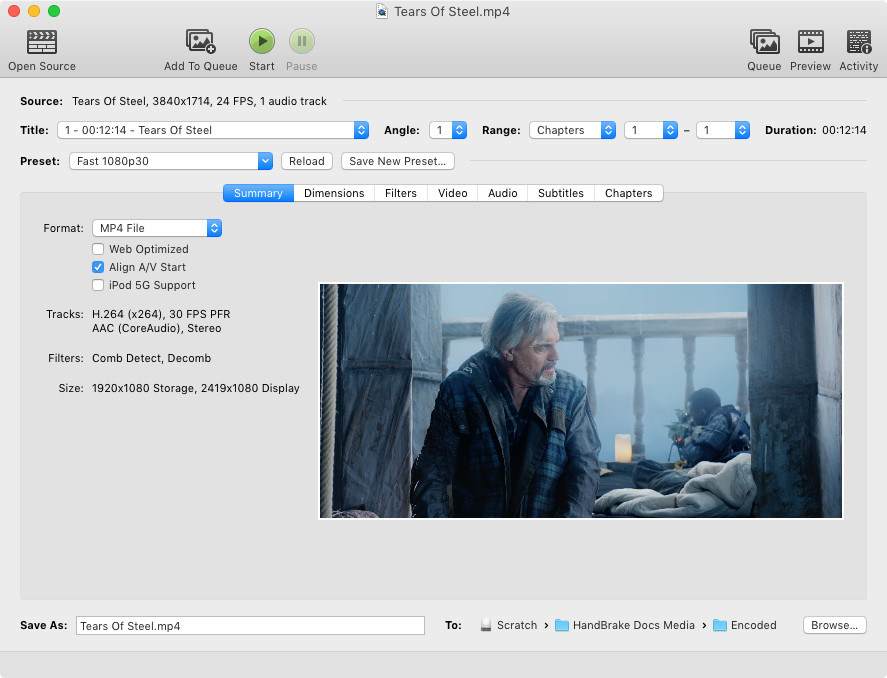 Tears Of Steel.mp4
Open Source Add To Queue Start Pause Queue Preview Activity
Source: Tears Of Steel, 3840x1714, 24 FPS, 1 audio track
Title: 1 - 00:12:14 - Tears Of Steel Angle: 1 Range: Chapters 1 – 1 Duration: 00:12:14
Preset: Fast 1080p30 Reload Save New Preset...
Summary Dimensions Filters Video Audio Subtitles Chapters
Format: MP4 File
Web Optimized
Align A/V Start
iPod 5G Support
Tracks: H.264 (x264), 30 FPS PFR
AAC (CoreAudio), Stereo
Filters: Comb Detect, Decomb
Size: 1920x1080 Storage, 2419x1080 Display
Save As: Tears Of Steel.mp4 To: Scratch › HandBrake Docs Media › Encoded Browse...